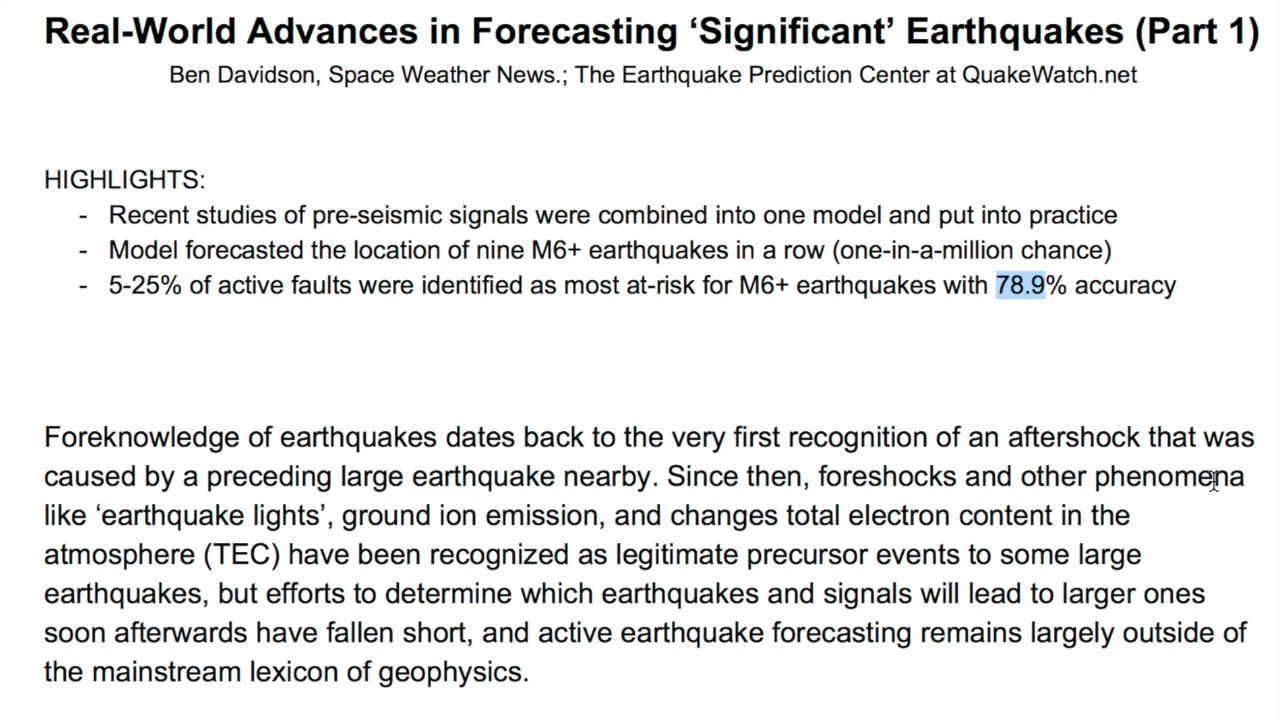 Real-World Advances in Forecasting ‘Significant’ Earthquakes (Part 1)
Ben Davidson, Space Weather News.; The Earthquake Prediction Center at QuakeWatch.net
HIGHLIGHTS:
- Recent studies of pre-seismic signals were combined into one model and put into practice
- Model forecasted the location of nine M6+ earthquakes in a row (one-in-a-million chance)
- 5-25% of active faults were identified as most at-risk for M6+ earthquakes with 78.9% accuracy
Foreknowledge of earthquakes dates back to the very first recognition of an aftershock that was
caused by a preceding large earthquake nearby. Since then, foreshocks and other phenomena
like ‘earthquake lights’, ground ion emission, and changes total electron content in the
atmosphere (TEC) have been recognized as legitimate precursor events to some large
earthquakes, but efforts to determine which earthquakes and signals will lead to larger ones
soon afterwards have fallen short, and active earthquake forecasting remains largely outside of
the mainstream lexicon of geophysics.